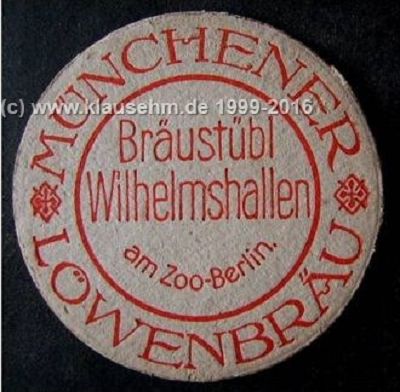 MÜNCHENER
(c) www.klausehm.de 1999-2016
Bräustübl
Wilhelmshallen
am Zoo-Berlin.
LÖWENBRÄU